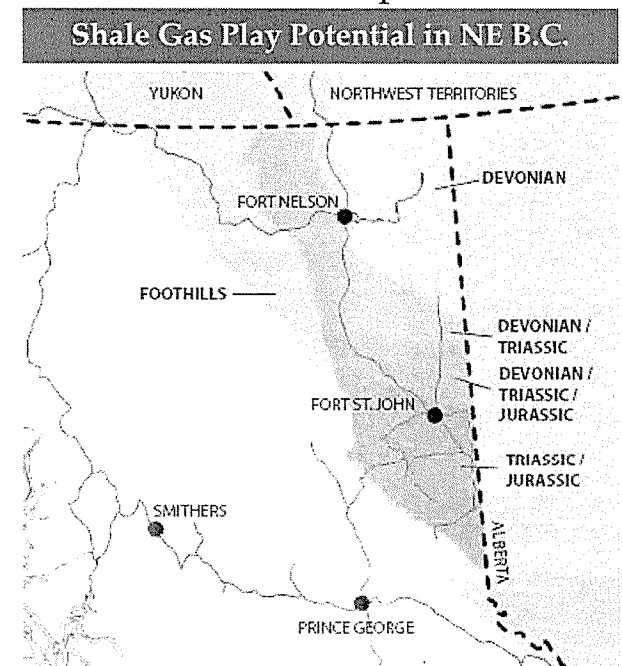 Shale Gas Play Potential in NE B.C.
YUKON
NORTHWEST TERRITORIES
DEVONIAN
FORT NELSON
FOOTHILLS
DEVONIAN /
TRIASSIC
DEVONIAN /
TRIASSIC /
JURASSIC
FORT ST. JOHN
TRIASSIC /
JURASSIC
SMITHERS
ALBERTA
PRINCE GEORGE